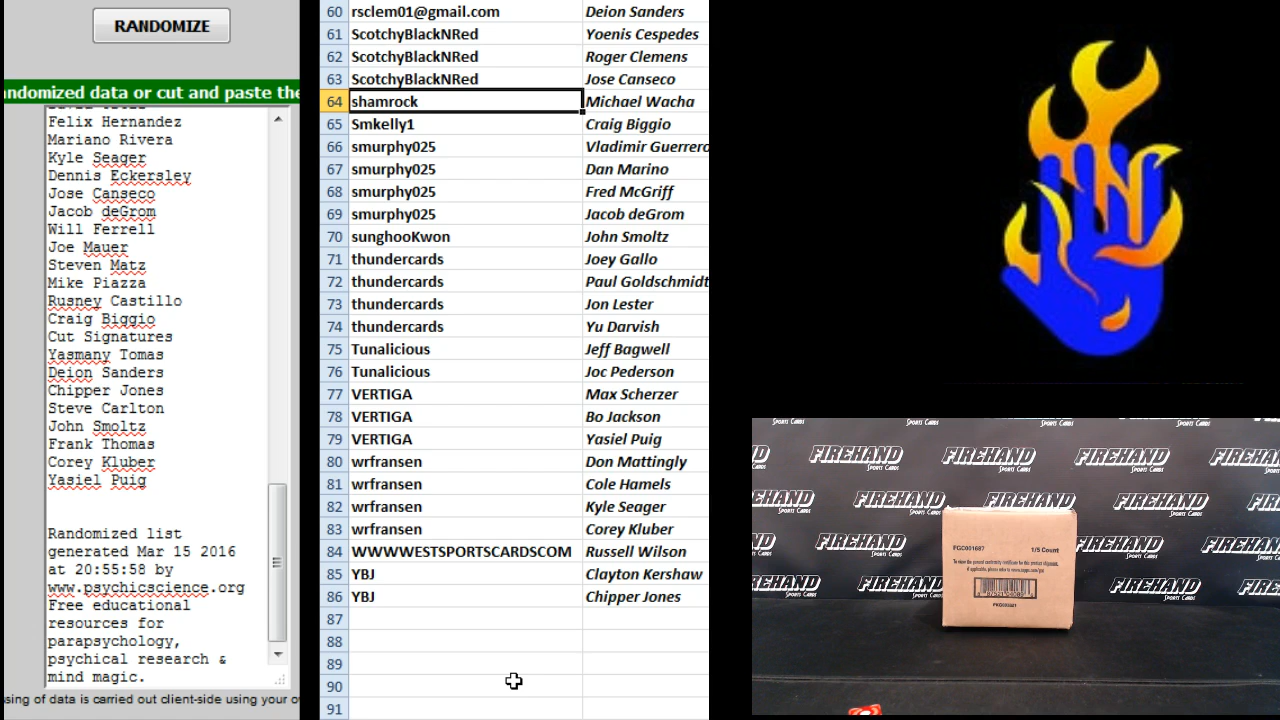 RANDOMIZE
ndomized data or cut and paste the
Felix Hernandez
Mariano Rivera
Kyle Seager
Dennis Eckersley
Jose Canseco
Jacob deGrom
Will Ferrell
Joe Mauer
Steven Matz
Mike Piazza
Rusney Castillo
Craig Biggio
Cut Signatures
Yasmany Tomas
Deion Sanders
Chipper Jones
Steve Carlton
John Smoltz
Frank Thomas
Corey Kluber
Yasiel Puig
Randomized list
generated Mar 15 2016
at 20:55:58 by
www.psychicscience.org
Free educational
resources for
parapsychology,
psychical research &
mind magic.
sing of data is carried out client-side using your o
60 rsclem01@gmail.com Deion Sanders
61 ScotchyBlackNRed Yoenis Cespedes
62 ScotchyBlackNRed Roger Clemens
63 ScotchyBlackNRed Jose Canseco
64 shamrock Michael Wacha
65 Smkelly1 Craig Biggio
66 smurphy025 Vladimir Guerrero
67 smurphy025 Dan Marino
68 smurphy025 Fred McGriff
69 smurphy025 Jacob deGrom
70 sunghooKwon John Smoltz
71 thundercards Joey Gallo
72 thundercards Paul Goldschmidt
73 thundercards Jon Lester
74 thundercards Yu Darvish
75 Tunalicious Jeff Bagwell
76 Tunalicious Joc Pederson
77 VERTIGA Max Scherzer
78 VERTIGA Bo Jackson
79 VERTIGA Yasiel Puig
80 wrfransen Don Mattingly
81 wrfransen Cole Hamels
82 wrfransen Kyle Seager
83 wrfransen Corey Kluber
84 WWWWESTSPORTSCARDSCOM Russell Wilson
85 YBJ Clayton Kershaw
86 YBJ Chipper Jones
87
88
89
90
91
FIREHAND
SPORTS CARDS
FGC001687 1/5 Count